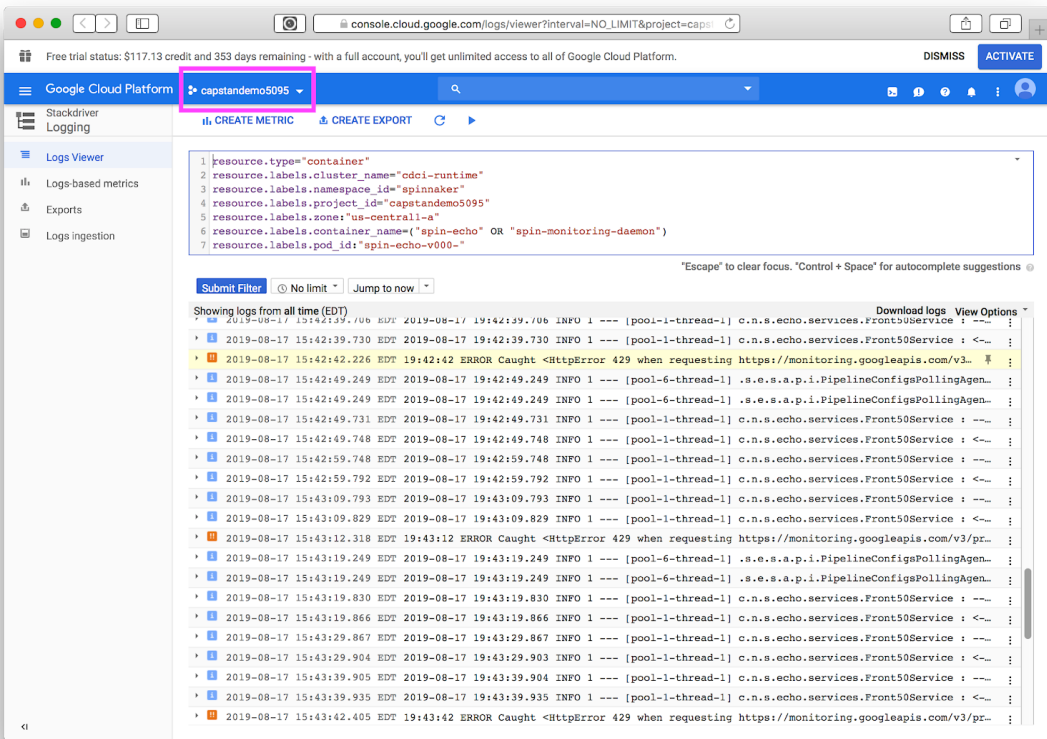 console.cloud.google.com/logs/viewer?interval=NO_LIMIT&project=caps
Free trial status: $117.13 credit and 353 days remaining - with a full account, you'll get unlimited access to all of Google Cloud Platform.
DISMISS
ACTIVATE
Google Cloud Platform
capstandemo5095
Stackdriver
Logging
CREATE METRIC
CREATE EXPORT
Logs Viewer
Logs-based metrics
Exports
Logs ingestion
1 resource.type="container"
2 resource.labels.cluster_name="cdci-runtime"
3 resource.labels.namespace_id="spinnaker"
4 resource.labels.project_id="capstandemo5095"
5 resource.labels.zone:"us-central1-a"
6 resource.labels.container_name=("spin-echo" OR "spin-monitoring-daemon")
7 resource.labels.pod_id:"spin-echo-v000-"
"Escape" to clear focus. "Control + Space" for autocomplete suggestions
Submit Filter
No limit
Jump to now
Showing logs from all time (EDT)
Download logs
View Options
2019-08-17 15:42:39.706 EDT 2019-08-17 19:42:39.706 INFO 1 --- [pool-1-thread-1] c.n.s.echo.services.Front50Service : --…
2019-08-17 15:42:39.730 EDT 2019-08-17 19:42:39.730 INFO 1 --- [pool-1-thread-1] c.n.s.echo.services.Front50Service : <-…
2019-08-17 15:42:42.226 EDT 19:42:42 ERROR Caught <HttpError 429 when requesting https://monitoring.googleapis.com/v3…
2019-08-17 15:42:49.249 EDT 2019-08-17 19:42:49.249 INFO 1 --- [pool-6-thread-1] .s.e.s.a.p.i.PipelineConfigsPollingAgen…
2019-08-17 15:42:49.249 EDT 2019-08-17 19:42:49.249 INFO 1 --- [pool-6-thread-1] .s.e.s.a.p.i.PipelineConfigsPollingAgen…
2019-08-17 15:42:49.731 EDT 2019-08-17 19:42:49.731 INFO 1 --- [pool-1-thread-1] c.n.s.echo.services.Front50Service : --…
2019-08-17 15:42:49.748 EDT 2019-08-17 19:42:49.748 INFO 1 --- [pool-1-thread-1] c.n.s.echo.services.Front50Service : <-…
2019-08-17 15:42:59.748 EDT 2019-08-17 19:42:59.748 INFO 1 --- [pool-1-thread-1] c.n.s.echo.services.Front50Service : --…
2019-08-17 15:42:59.792 EDT 2019-08-17 19:42:59.792 INFO 1 --- [pool-1-thread-1] c.n.s.echo.services.Front50Service : <-…
2019-08-17 15:43:09.793 EDT 2019-08-17 19:43:09.793 INFO 1 --- [pool-1-thread-1] c.n.s.echo.services.Front50Service : --…
2019-08-17 15:43:09.829 EDT 2019-08-17 19:43:09.829 INFO 1 --- [pool-1-thread-1] c.n.s.echo.services.Front50Service : <-…
2019-08-17 15:43:12.318 EDT 19:43:12 ERROR Caught <HttpError 429 when requesting https://monitoring.googleapis.com/v3/pr…
2019-08-17 15:43:19.249 EDT 2019-08-17 19:43:19.249 INFO 1 --- [pool-6-thread-1] .s.e.s.a.p.i.PipelineConfigsPollingAgen…
2019-08-17 15:43:19.249 EDT 2019-08-17 19:43:19.249 INFO 1 --- [pool-6-thread-1] .s.e.s.a.p.i.PipelineConfigsPollingAgen…
2019-08-17 15:43:19.830 EDT 2019-08-17 19:43:19.830 INFO 1 --- [pool-1-thread-1] c.n.s.echo.services.Front50Service : --…
2019-08-17 15:43:19.866 EDT 2019-08-17 19:43:19.866 INFO 1 --- [pool-1-thread-1] c.n.s.echo.services.Front50Service : <-…
2019-08-17 15:43:29.867 EDT 2019-08-17 19:43:29.867 INFO 1 --- [pool-1-thread-1] c.n.s.echo.services.Front50Service : --…
2019-08-17 15:43:29.904 EDT 2019-08-17 19:43:29.903 INFO 1 --- [pool-1-thread-1] c.n.s.echo.services.Front50Service : <-…
2019-08-17 15:43:39.905 EDT 2019-08-17 19:43:39.904 INFO 1 --- [pool-1-thread-1] c.n.s.echo.services.Front50Service : --…
2019-08-17 15:43:39.935 EDT 2019-08-17 19:43:39.935 INFO 1 --- [pool-1-thread-1] c.n.s.echo.services.Front50Service : <-…
2019-08-17 15:43:42.405 EDT 19:43:42 ERROR Caught <HttpError 429 when requesting https://monitoring.googleapis.com/v3/pr…